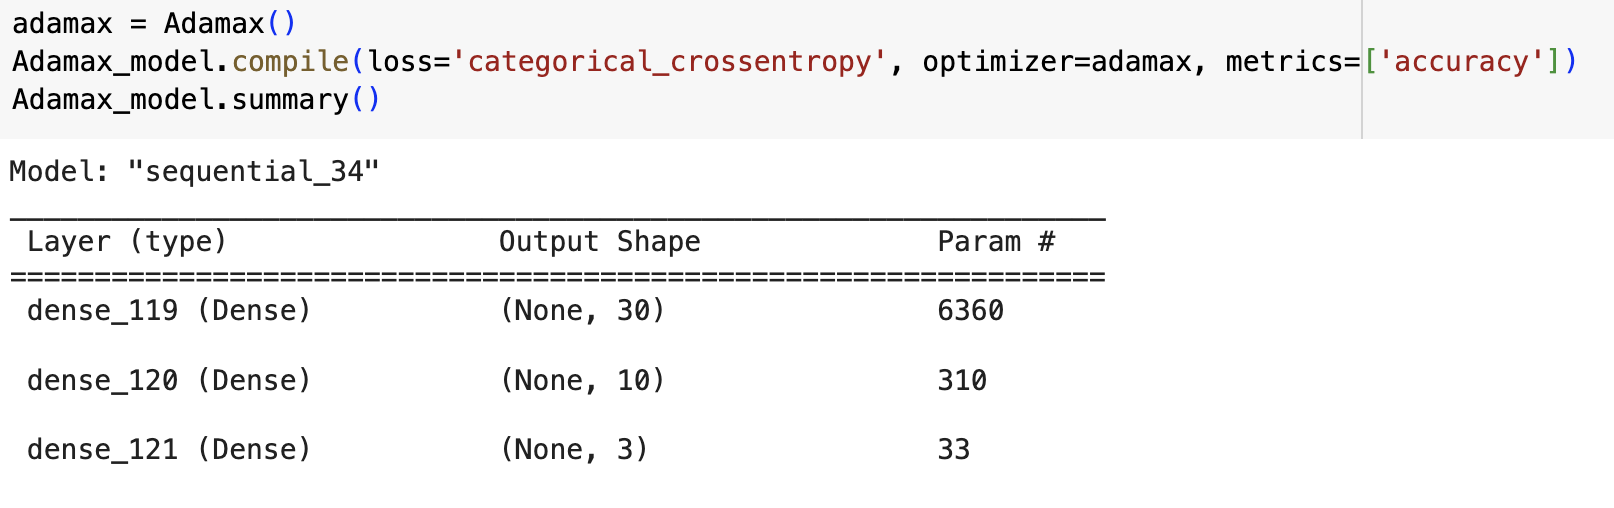 adamax = Adamax()
Adamax_model.compile(loss='categorical_crossentropy', optimizer=adamax, metrics=['accuracy'])
Adamax_model.summary()
Model: "sequential_34"
_________________________________________________________________
Layer (type) Output Shape Param #
=================================================================
dense_119 (Dense) (None, 30) 6360
dense_120 (Dense) (None, 10) 310
dense_121 (Dense) (None, 3) 33